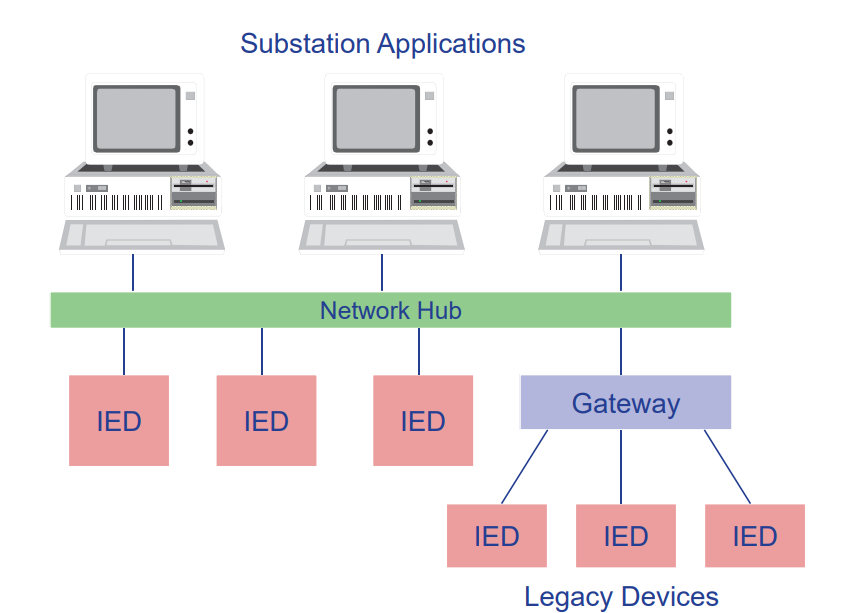 Substation Applications
Network Hub
IED
IED
IED
Gateway
IED
IED
IED
Legacy Devices